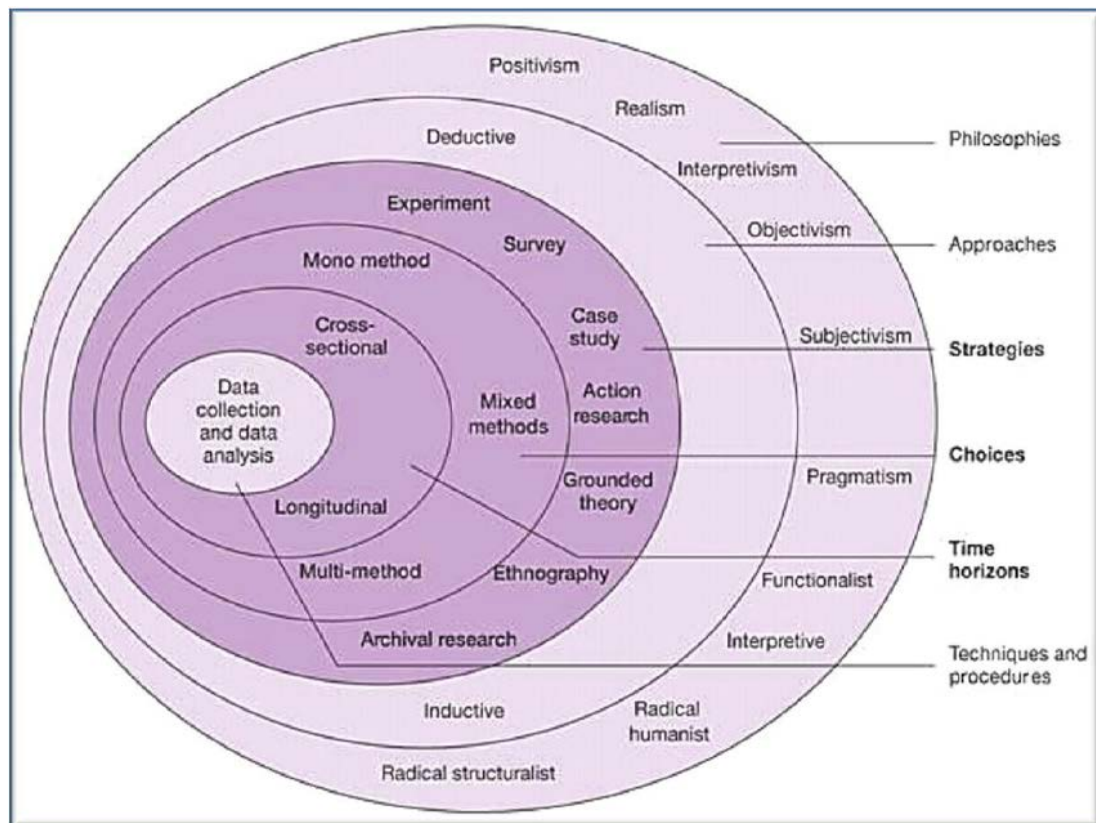 Positivism
Realism
Philosophies
Deductive
Interpretivism
Experiment
Objectivism
Approaches
Survey
Mono method
Case
study
Cross-
sectional
Subjectivism
Strategies
Data
collection
and data
analysis
Mixed
methods
Action
research
Choices
Grounded
theory
Pragmatism
Longitudinal
Time
horizons
Multi-method
Ethnography
Functionalist
Archival research
Interpretive
Techniques and
procedures
Inductive
Radical
humanist
Radical structuralist